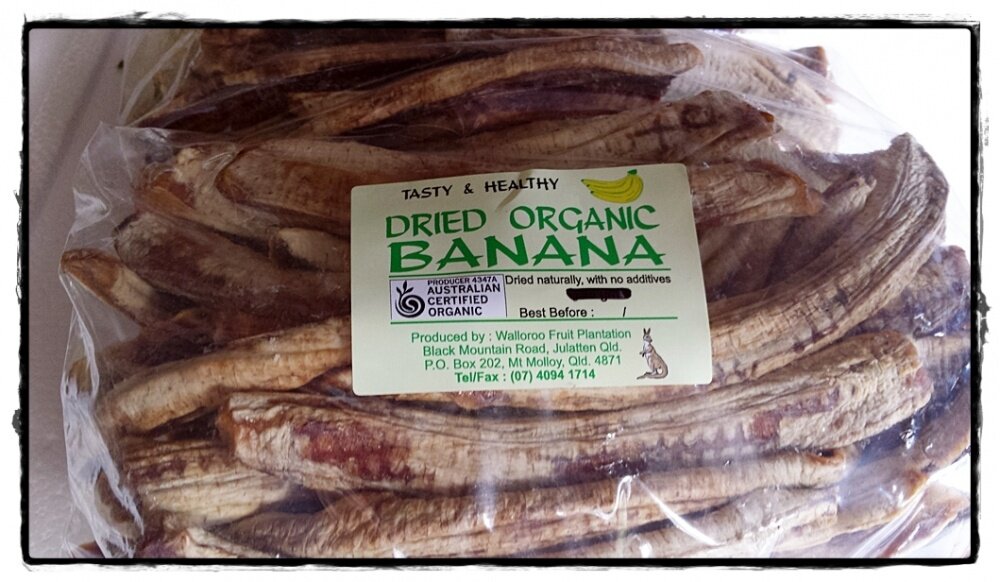 TASTY & HEALTHY
DRIED ORGANIC
BANANA
PRODUCER 4347A
AUSTRALIAN
CERTIFIED
ORGANIC
Dried naturally, with no additives
Best Before : /
Produced by : Walloroo Fruit Plantation
Black Mountain Road, Julatten Qld.
P.O. Box 202, Mt Molloy, Qld. 4871
Tel/Fax : (07) 4094 1714